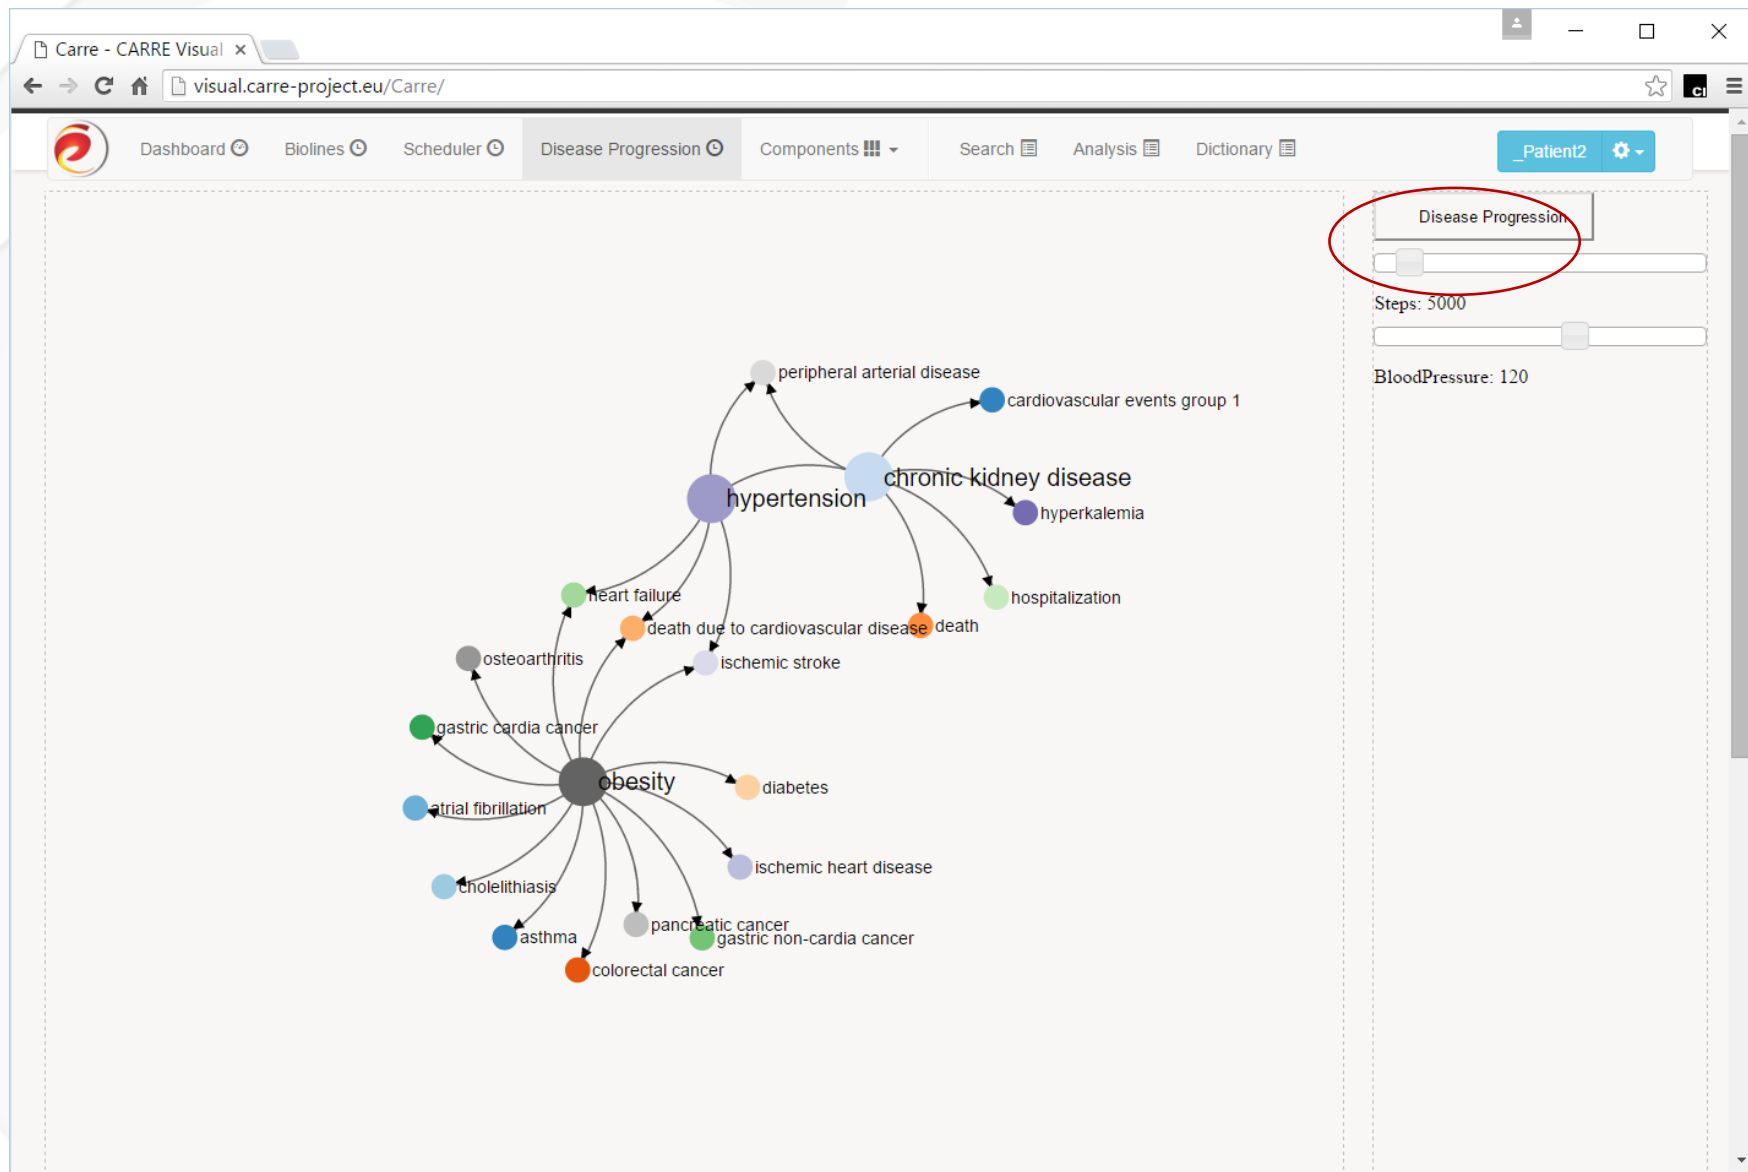 Carre - CARRE Visual
visual.carre-project.eu/Carre/
Dashboard Biolines Scheduler Disease Progression Components Search Analysis Dictionary _Patient2
Disease Progression
Steps: 5000
BloodPressure: 120
peripheral arterial disease
cardiovascular events group 1
chronic kidney disease
hypertension
hyperkalemia
heart failure
hospitalization
death due to cardiovascular disease
death
osteoarthritis
ischemic stroke
gastric cardia cancer
obesity
diabetes
atrial fibrillation
ischemic heart disease
cholelithiasis
pancreatic cancer
asthma
gastric non-cardia cancer
colorectal cancer